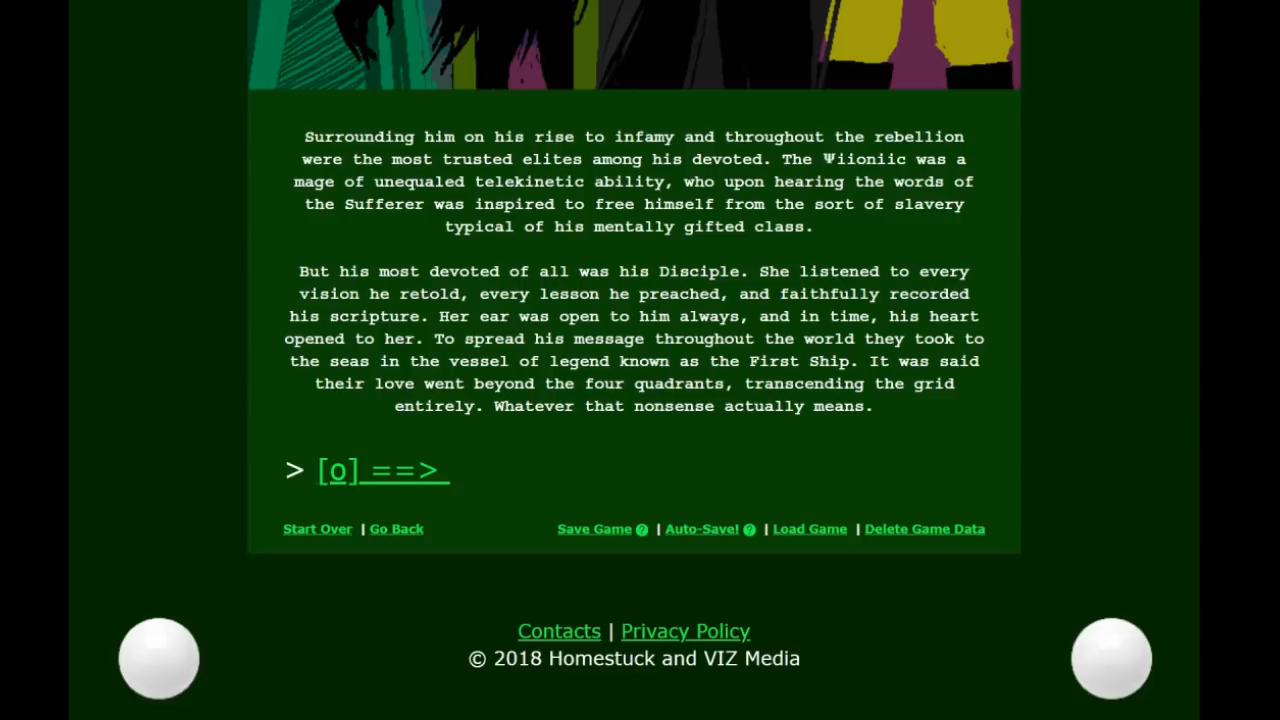 Surrounding him on his rise to infamy and throughout the rebellion
were the most trusted elites among his devoted. The Ψiioniic was a
mage of unequaled telekinetic ability, who upon hearing the words of
the Sufferer was inspired to free himself from the sort of slavery
typical of his mentally gifted class.
But his most devoted of all was his Disciple. She listened to every
vision he retold, every lesson he preached, and faithfully recorded
his scripture. Her ear was open to him always, and in time, his heart
opened to her. To spread his message throughout the world they took to
the seas in the vessel of legend known as the First Ship. It was said
their love went beyond the four quadrants, transcending the grid
entirely. Whatever that nonsense actually means.
> [o] ==>
Start Over | Go Back Save Game ? | Auto-Save! ? | Load Game | Delete Game Data
Contacts | Privacy Policy
© 2018 Homestuck and VIZ Media